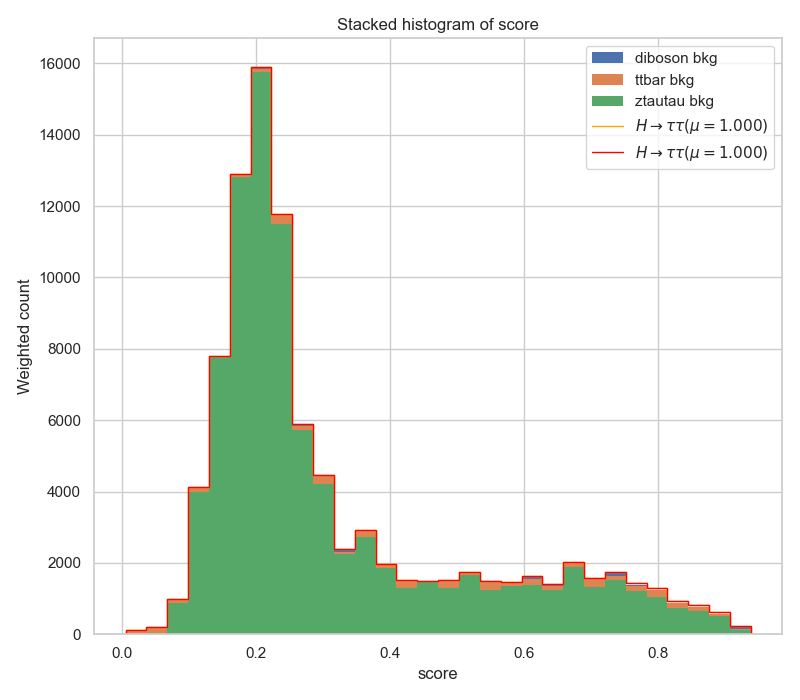 Stacked histogram of score
diboson bkg
ttbar bkg
ztautau bkg
H → ττ(μ = 1.000)
H → ττ(μ = 1.000)
16000
14000
12000
10000
8000
6000
4000
2000
0
Weighted count
0.0 0.2 0.4 0.6 0.8
score